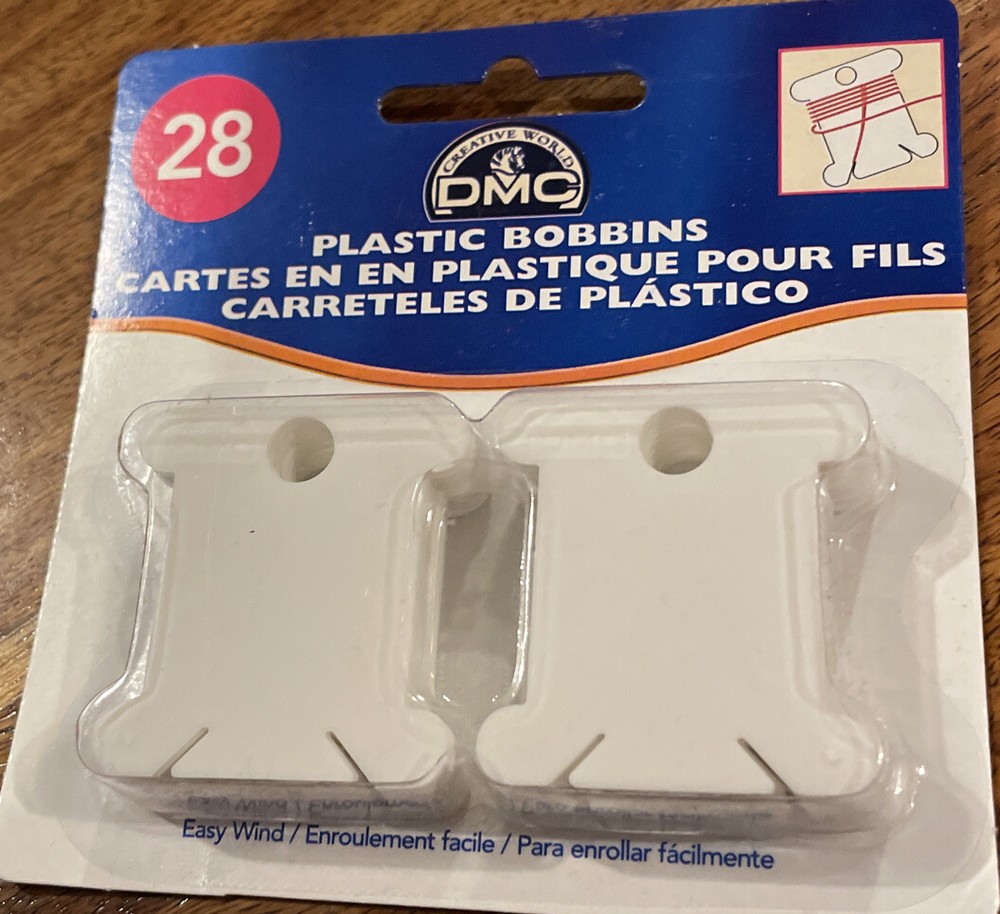 28
CREATIVE WORLD
DMC
PLASTIC BOBBINS
CARTES EN EN PLASTIQUE POUR FILS
CARRETELES DE PLÁSTICO
Easy Wind / Enroulement facile / Para enrollar fácilmente